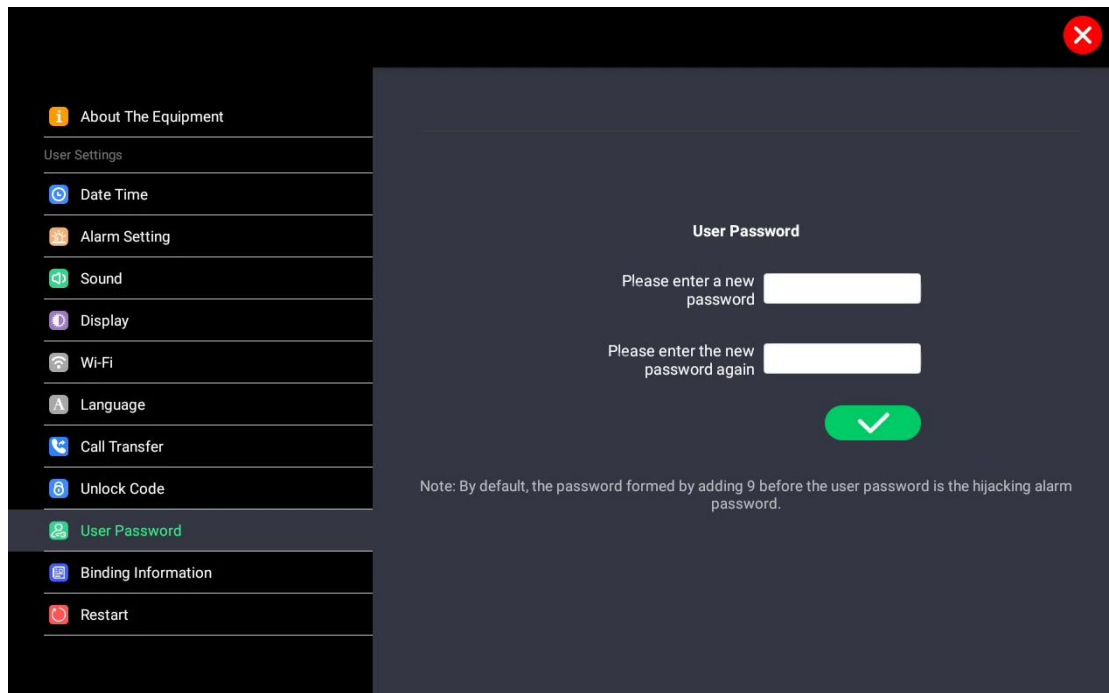 About The Equipment
User Settings
Date Time
Alarm Setting
Sound
Display
Wi-Fi
Language
Call Transfer
Unlock Code
User Password
Binding Information
Restart
User Password
Please enter a new
password
Please enter the new
password again
Note: By default, the password formed by adding 9 before the user password is the hijacking alarm
password.